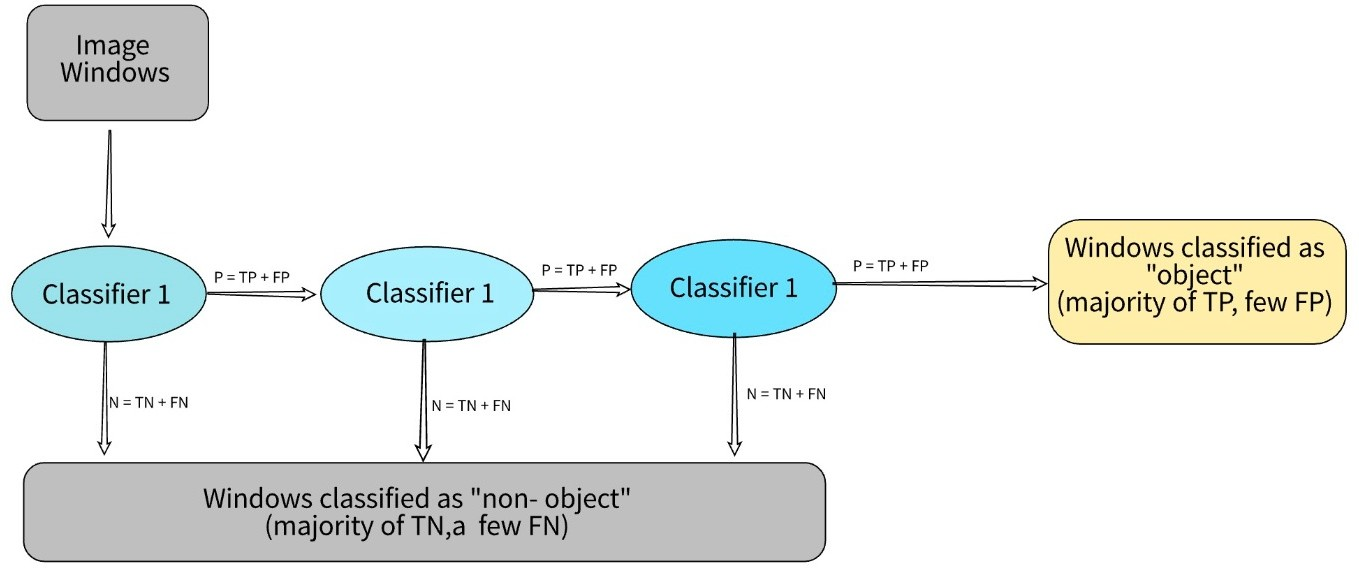 Image
Windows
Classifier 1
P = TP + FP
Classifier 1
P = TP + FP
Classifier 1
P = TP + FP
Windows classified as
"object"
(majority of TP, few FP)
N = TN + FN
N = TN + FN
N = TN + FN
Windows classified as "non- object"
(majority of TN,a few FN)